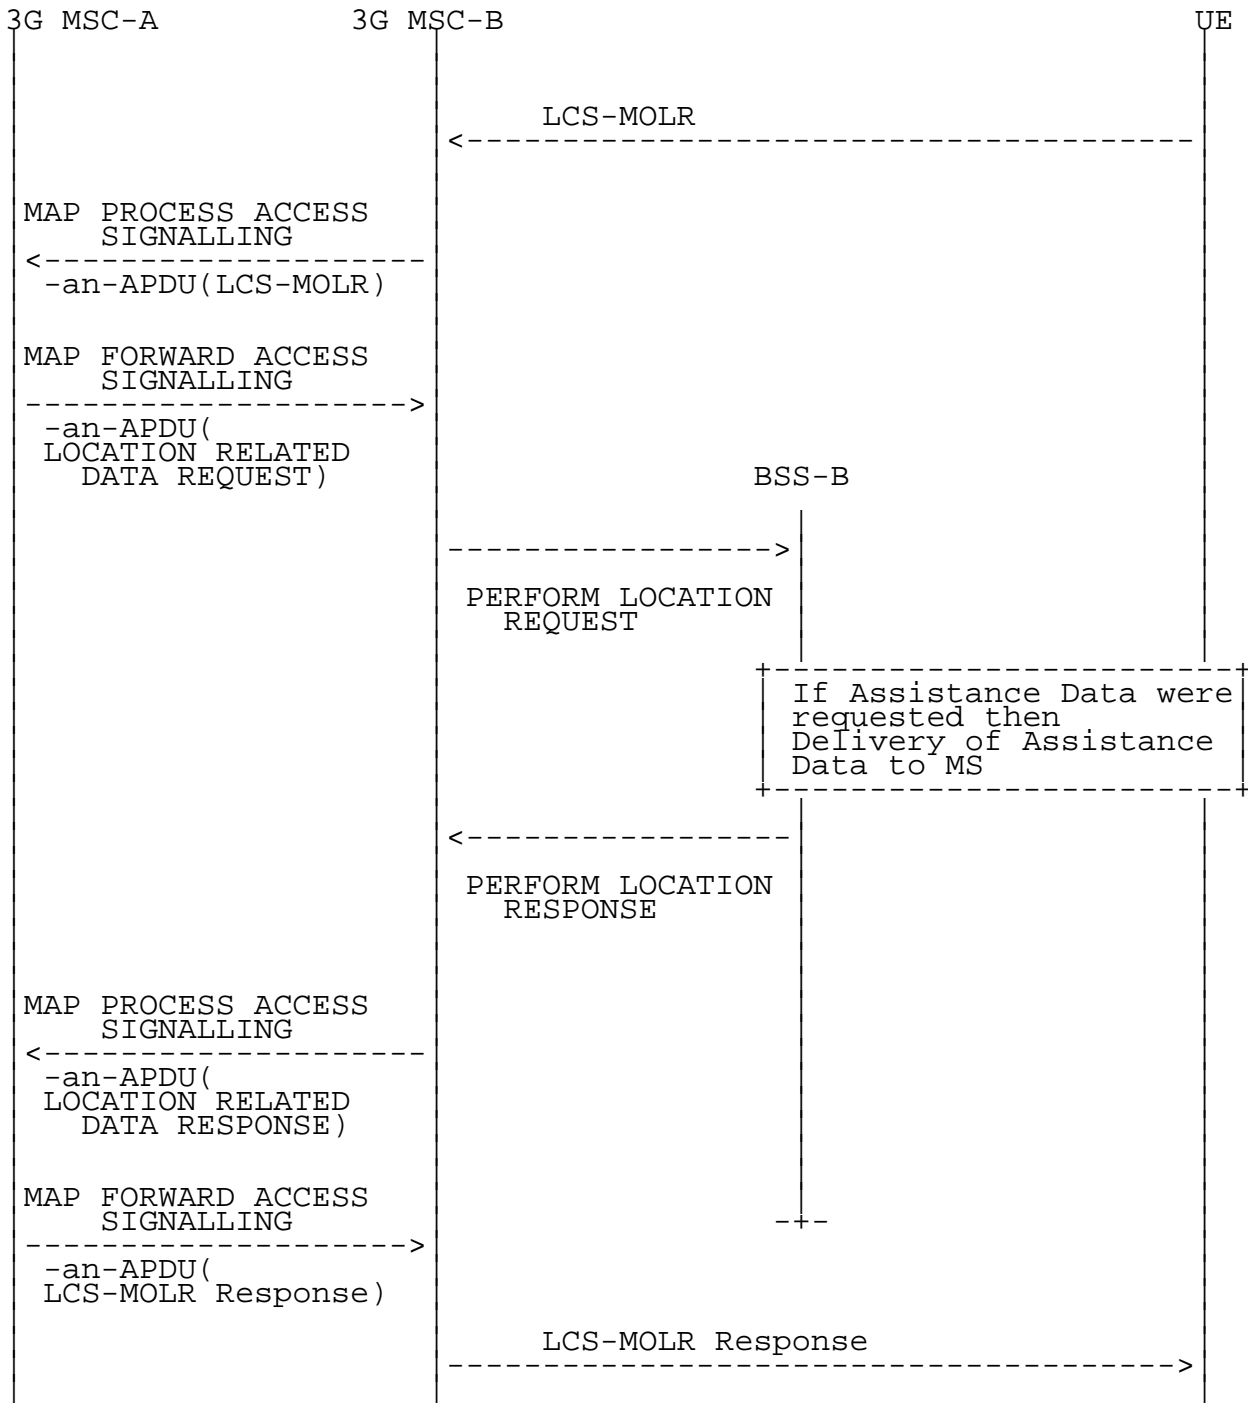 3G MSC-A 3G MSC-B UE
LCS-MOLR
MAP PROCESS ACCESS
SIGNALLING
-an-APDU(LCS-MOLR)
MAP FORWARD ACCESS
SIGNALLING
-an-APDU(
LOCATION RELATED
DATA REQUEST)
BSS-B
PERFORM LOCATION
REQUEST
If Assistance Data were
requested then
Delivery of Assistance
Data to MS
PERFORM LOCATION
RESPONSE
MAP PROCESS ACCESS
SIGNALLING
-an-APDU(
LOCATION RELATED
DATA RESPONSE)
MAP FORWARD ACCESS
SIGNALLING
-an-APDU(
LCS-MOLR Response)
LCS-MOLR Response